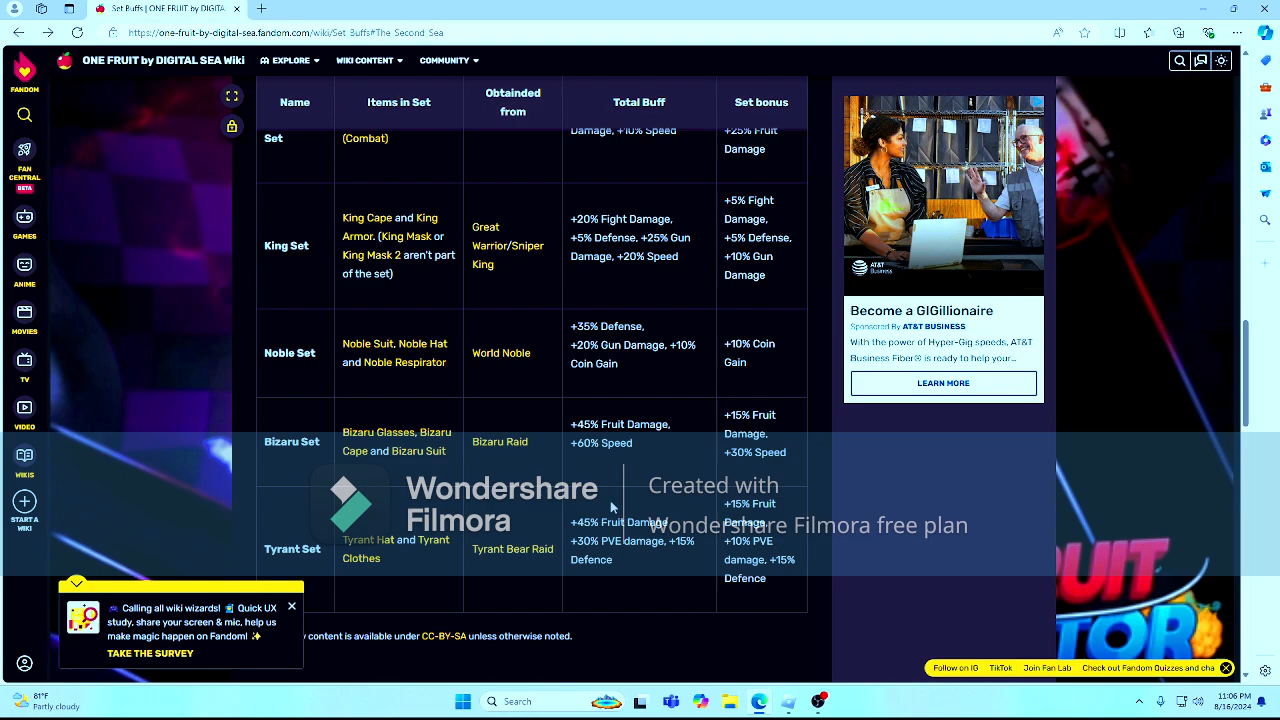 Set Buffs | ONE FRUIT by DIGITAL
https://one-fruit-by-digital-sea.fandom.com/wiki/Set_Buffs#The_Second_Sea
FANDOM
ONE FRUIT by DIGITAL SEA Wiki
EXPLORE
WIKI CONTENT
COMMUNITY
FAN CENTRAL
BETA
GAMES
ANIME
MOVIES
TV
VIDEO
WIKIS
START A WIKI
Name
Items in Set
Obtainded
from
Total Buff
Set bonus
Set
(Combat)
Damage, +10% Speed
+25% Fruit
Damage
King Set
King Cape and King
Armor. (King Mask or
King Mask 2 aren't part
of the set)
Great
Warrior/Sniper
King
+20% Fight Damage,
+5% Defense, +25% Gun
Damage, +20% Speed
+5% Fight
Damage,
+5% Defense,
+10% Gun
Damage
Noble Set
Noble Suit, Noble Hat
and Noble Respirator
World Noble
+35% Defense,
+20% Gun Damage, +10%
Coin Gain
+10% Coin
Gain
Bizaru Set
Bizaru Glasses, Bizaru
Cape and Bizaru Suit
Bizaru Raid
+45% Fruit Damage,
+60% Speed
+15% Fruit
Damage,
+30% Speed
Tyrant Set
Tyrant Hat and Tyrant
Clothes
Tyrant Bear Raid
+45% Fruit Damage,
+30% PVE damage, +15%
Defence
+15% Fruit
Damage,
+10% PVE
damage, +15%
Defence
Wondershare
Filmora
Created with
Wondershare Filmora free plan
AT&T
Business
Become a GIGillionaire
Sponsored By AT&T BUSINESS
With the power of Hyper-Gig speeds, AT&T
Business Fiber® is ready to help your...
LEARN MORE
Calling all wiki wizards! Quick UX
study, share your screen & mic, help us
make magic happen on Fandom!
TAKE THE SURVEY
y content is available under CC-BY-SA unless otherwise noted.
Follow on IG
TikTok
Join Fan Lab
Check out Fandom Quizzes and cha
81°F
Partly cloudy
Search
11:06 PM
8/16/2024